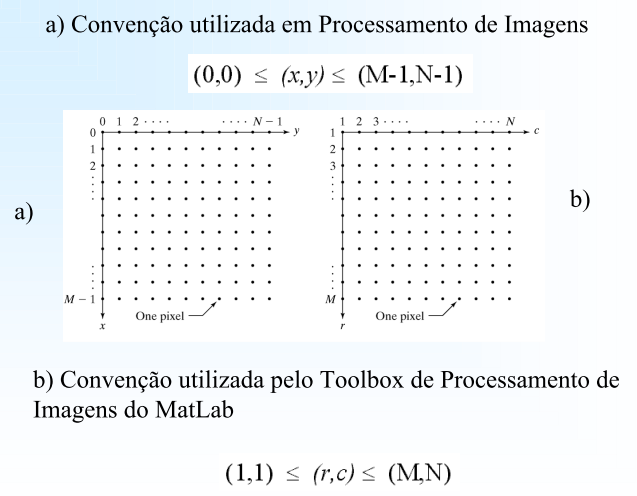 a) Convenção utilizada em Processamento de Imagens
(0,0) ≤ (x,y) ≤ (M-1,N-1)
a)
0 1 2 · · · · · · · · N − 1
y
0
1
2
M − 1
x
One pixel
1 2 3 · · · · · · · · N
c
1
2
3
M
r
One pixel
b)
b) Convenção utilizada pelo Toolbox de Processamento de
Imagens do MatLab
(1,1) ≤ (r,c) ≤ (M,N)